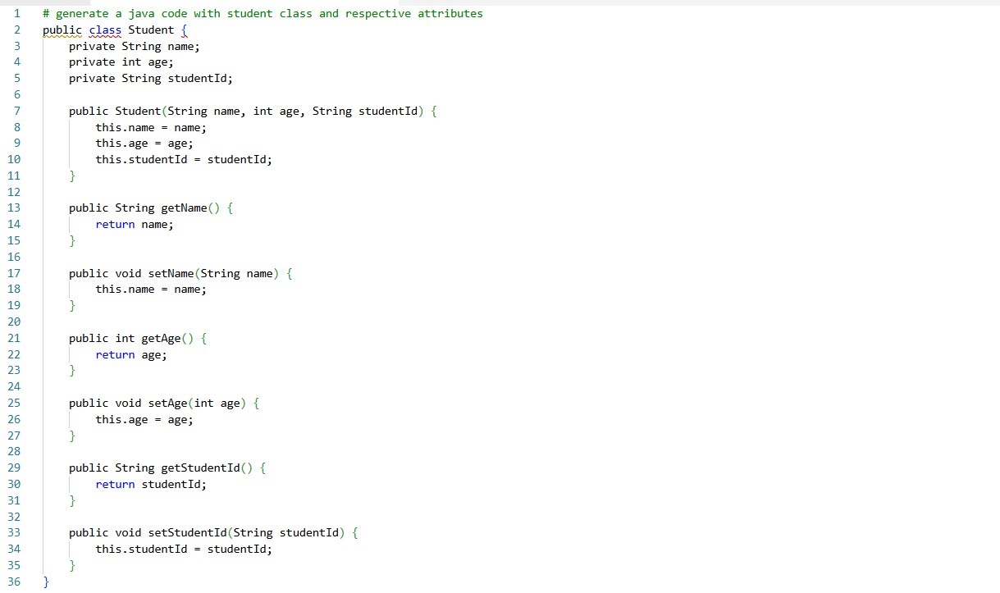 1 # generate a java code with student class and respective attributes
2 public class Student {
3     private String name;
4     private int age;
5     private String studentId;
6
7     public Student(String name, int age, String studentId) {
8         this.name = name;
9         this.age = age;
10         this.studentId = studentId;
11     }
12
13     public String getName() {
14         return name;
15     }
16
17     public void setName(String name) {
18         this.name = name;
19     }
20
21     public int getAge() {
22         return age;
23     }
24
25     public void setAge(int age) {
26         this.age = age;
27     }
28
29     public String getStudentId() {
30         return studentId;
31     }
32
33     public void setStudentId(String studentId) {
34         this.studentId = studentId;
35     }
36 }